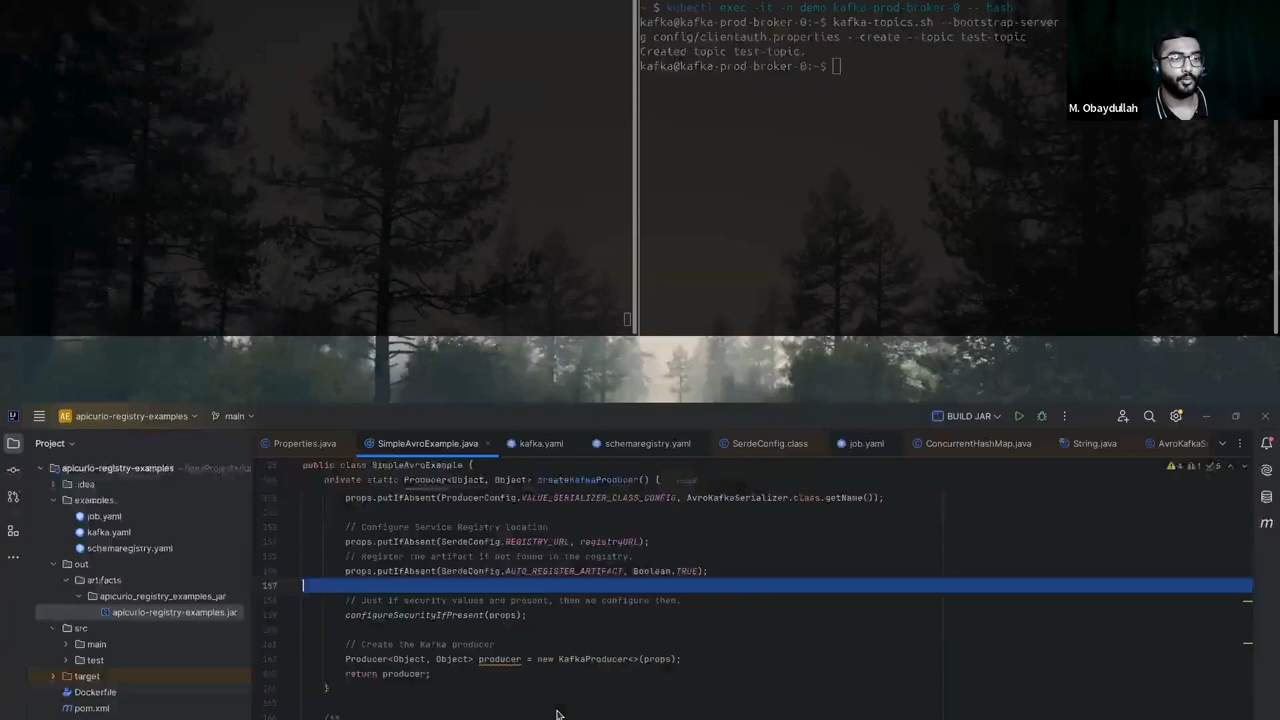 ~ $ kubectl exec -it -n demo kafka-prod-broker-0 -- bash
kafka@kafka-prod-broker-0:~$ kafka-topics.sh --bootstrap-server
g config/clientauth.properties --create --topic test-topic
Created topic test-topic.
kafka@kafka-prod-broker-0:~$
M. Obaydullah
AE apicurio-registry-examples main BUILD JAR
Project
Properties.java SimpleAvroExample.java kafka.yaml schemaregistry.yaml SerdeConfig.class job.yaml ConcurrentHashMap.java String.java AvroKafkaS
apicurio-registry-examples
.idea
examples
job.yaml
kafka.yaml
schemaregistry.yaml
out
artifacts
apicurio_registry_examples_jar
apicurio-registry-examples.jar
src
main
test
target
Dockerfile
pom.xml
public class SimpleAvroExample {
private static Producer<Object, Object> createKafkaProducer() {
props.putIfAbsent(ProducerConfig.VALUE_SERIALIZER_CLASS_CONFIG, AvroKafkaSerializer.class.getName());
// Configure Service Registry location
props.putIfAbsent(SerdeConfig.REGISTRY_URL, registryURL);
// Register the artifact if not found in the registry.
props.putIfAbsent(SerdeConfig.AUTO_REGISTER_ARTIFACT, Boolean.TRUE);
157
// Just if security values are present, then we configure them.
159 configureSecurityIfPresent(props);
161 // Create the Kafka producer
162 Producer<Object, Object> producer = new KafkaProducer<>(props);
return producer;
}
/**